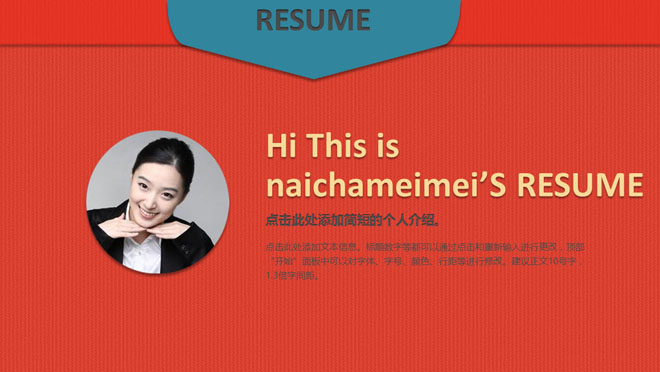 RESUME
Hi This is
naichameimei’S RESUME
点击此处添加简短的个人介绍。
点击此处添加文本信息。标题数字等都可以通过点击和重新输入进行更改，顶部
“开始”面板中可以对字体、字号、颜色、行距等进行修改。建议正文10号字，
1.3倍字间距。